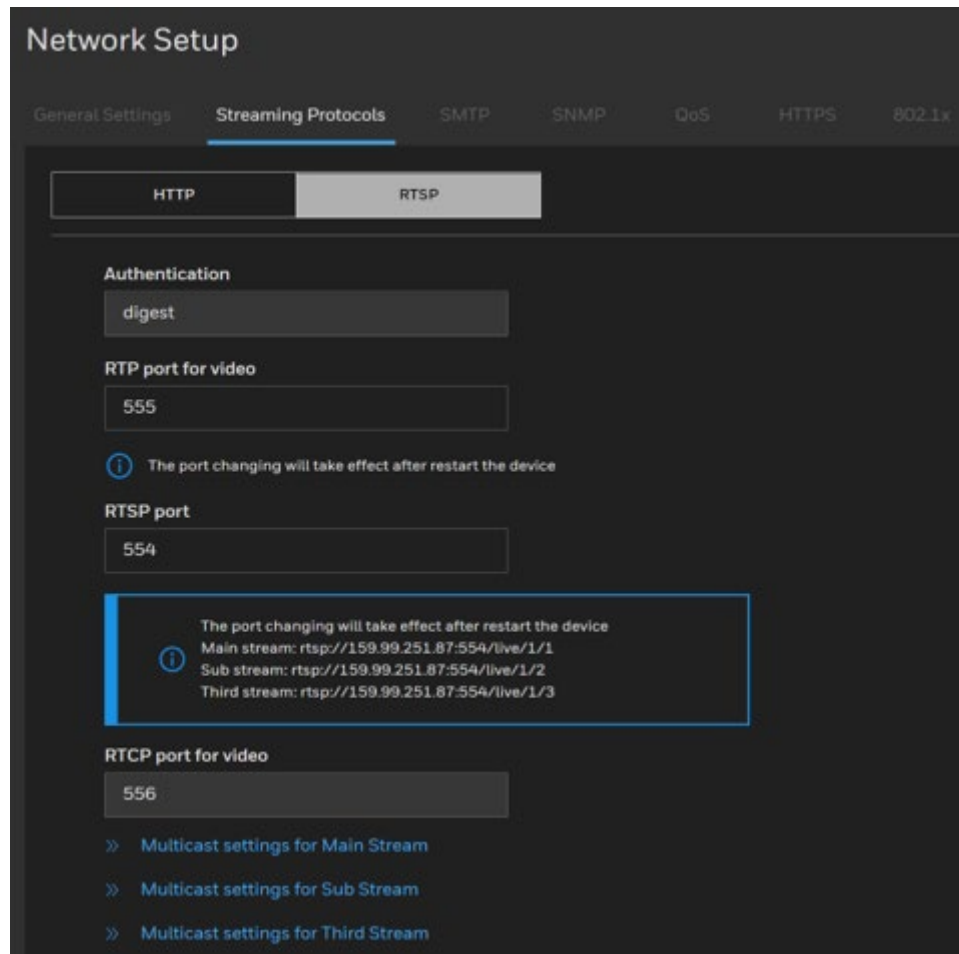 Network Setup
General Settings Streaming Protocols SMTP SNMP QoS HTTPS 802.1x
HTTP RTSP
Authentication
digest
RTP port for video
555
The port changing will take effect after restart the device
RTSP port
554
The port changing will take effect after restart the device
Main stream: rtsp://159.99.251.87:554/live/1/1
Sub stream: rtsp://159.99.251.87:554/live/1/2
Third stream: rtsp://159.99.251.87:554/live/1/3
RTCP port for video
556
» Multicast settings for Main Stream
» Multicast settings for Sub Stream
» Multicast settings for Third Stream